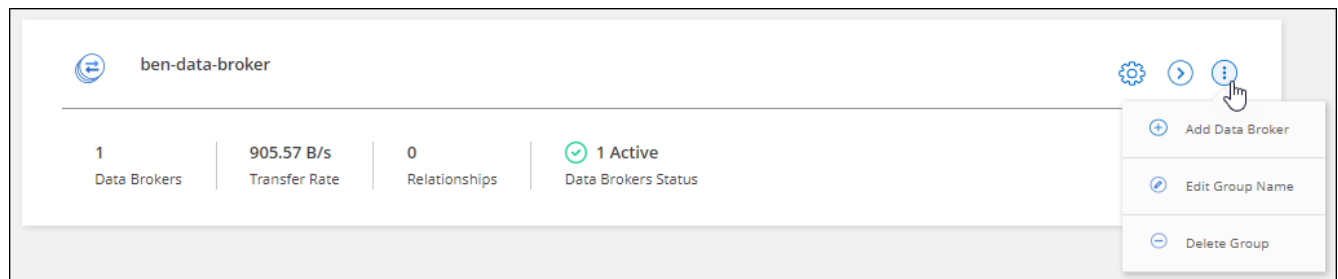 ben-data-broker
1
Data Brokers
905.57 B/s
Transfer Rate
0
Relationships
1 Active
Data Brokers Status
Add Data Broker
Edit Group Name
Delete Group